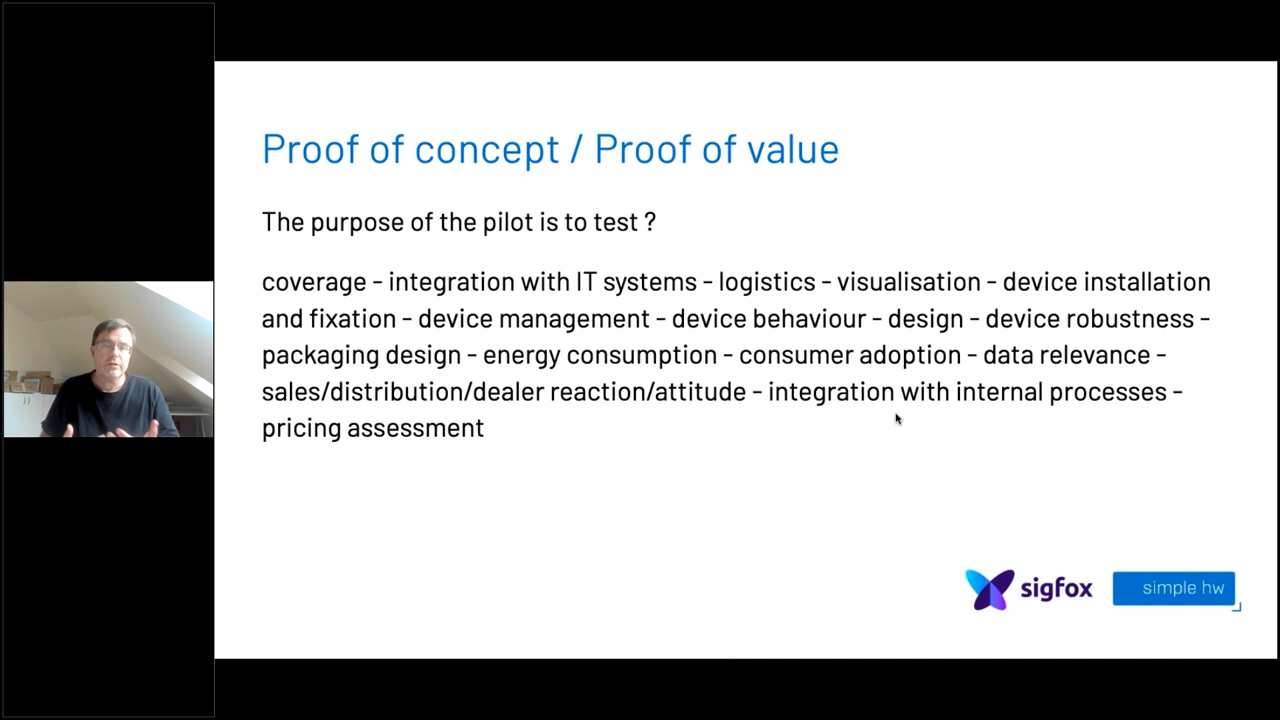 Proof of concept / Proof of value
The purpose of the pilot is to test ?
coverage - integration with IT systems - logistics - visualisation - device installation
and fixation - device management - device behaviour - design - device robustness -
packaging design - energy consumption - consumer adoption - data relevance -
sales/distribution/dealer reaction/attitude - integration with internal processes -
pricing assessment
sigfox
simple hw